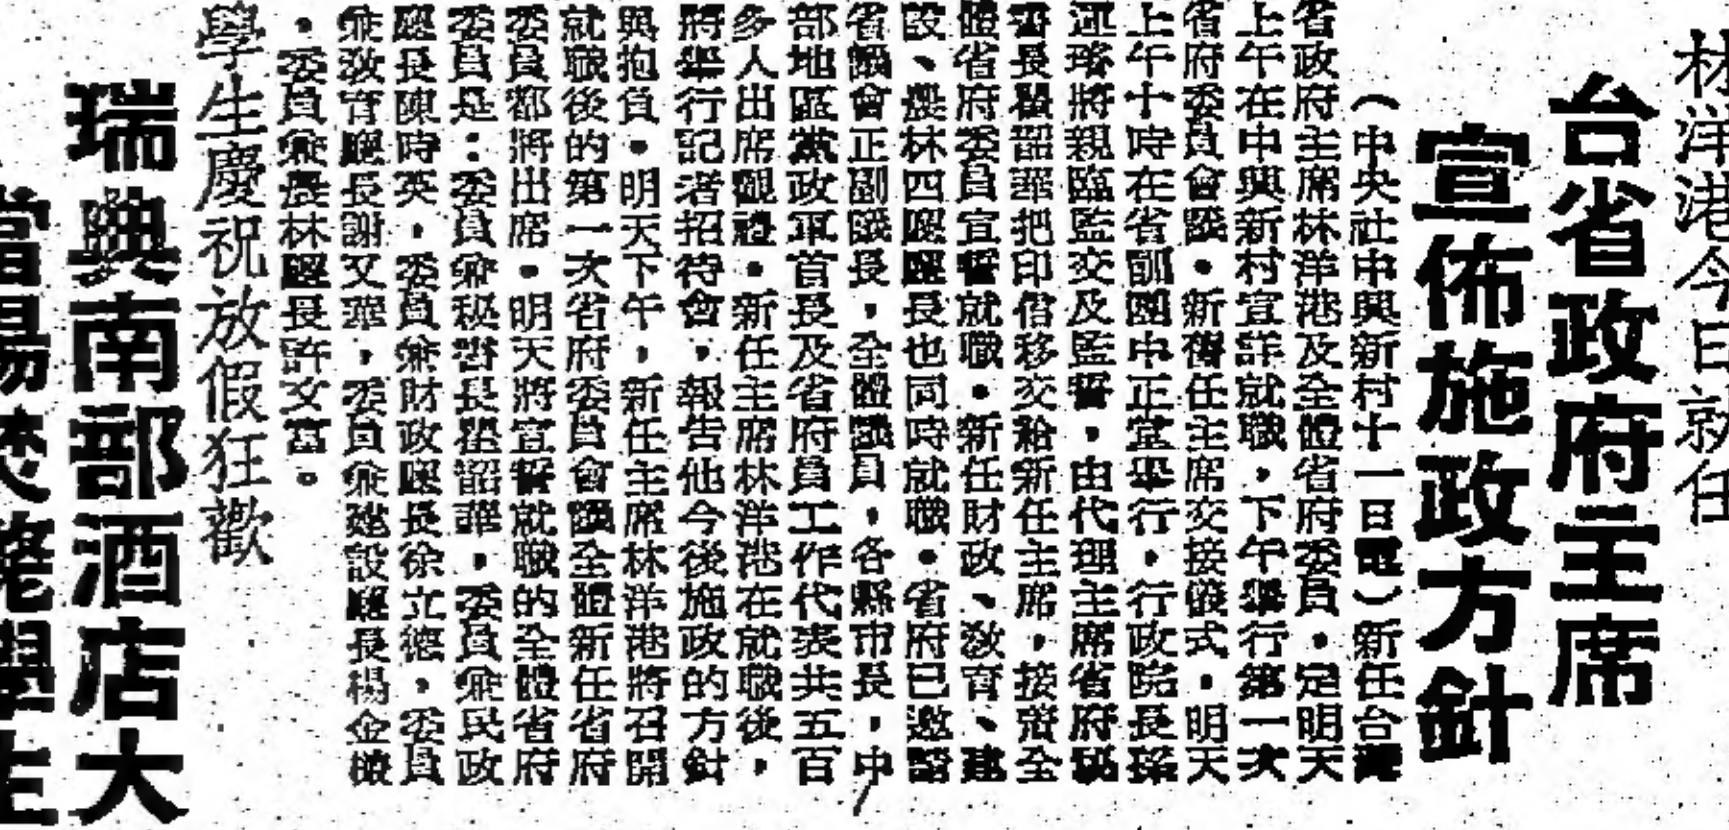 林洋港今日就任
台省政府主席
宣佈施政方針
（中央社中興新村十一日電）新任台灣
省政府主席林洋港及全體省府委員，定明天
上午在中興新村宣誓就職，下午舉行第一次
省府委員會議。新舊任主席交接儀式，明天
上午十時在省訓團中正堂舉行，行政院長孫
運璿將親臨監交及監誓，由代理主席省府秘
書長瞿韶華把印信移交給新任主席，接着全
體省府委員宣誓就職。新任財政、敎育、建
設、農林四廳廳長也同時就職。省府已邀請
省議會正副議長，全體議員，各縣市長，中
部地區黨政軍首長及省府員工作代表共五百
多人出席觀禮。新任主席林洋港在就職後，
將舉行記者招待會，報告他今後施政的方針
與抱負。明天下午，新任主席林洋港將召開
就職後的第一次省府委員會議全體新任省府
委員都將出席。明天將宣誓就職的全體省府
委員是：委員兼秘書長瞿韶華，委員兼民政
廳長陳時英，委員兼財政廳長徐立德，委員
兼敎育廳長謝又華，委員兼建設廳長楊金欉
，委員兼農林廳長許文富。
學生慶祝放假狂歡
瑞典南部酒店大
當場焚斃學生